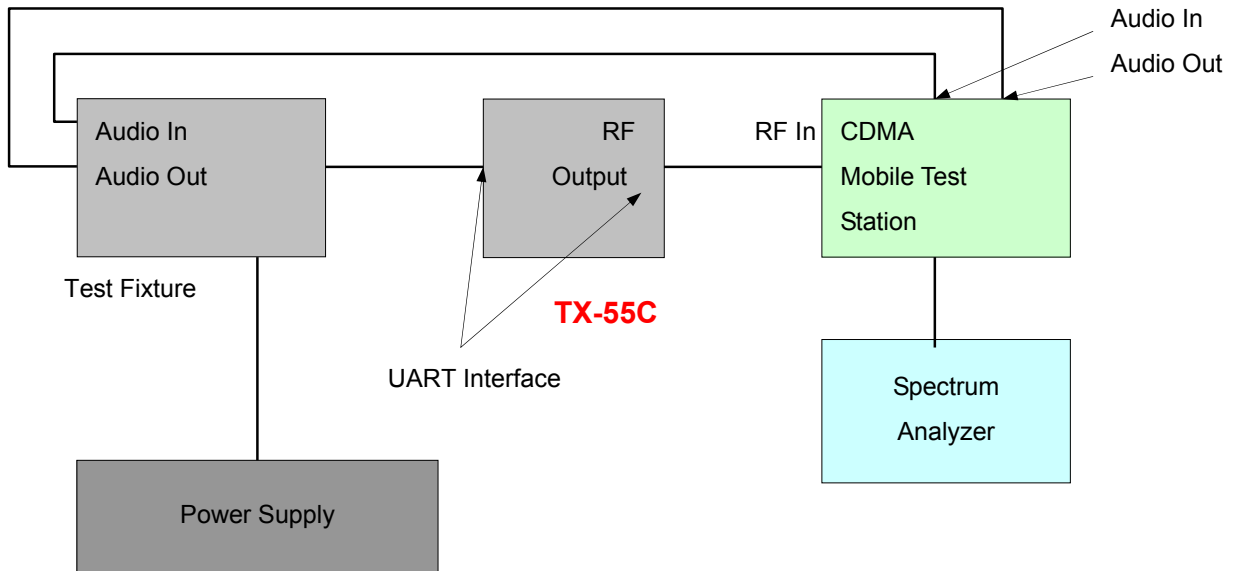 Audio In
Audio Out
Audio In
Audio Out
RF
Output
RF In
CDMA
Mobile Test
Station
Test Fixture
TX-55C
UART Interface
Spectrum
Analyzer
Power Supply